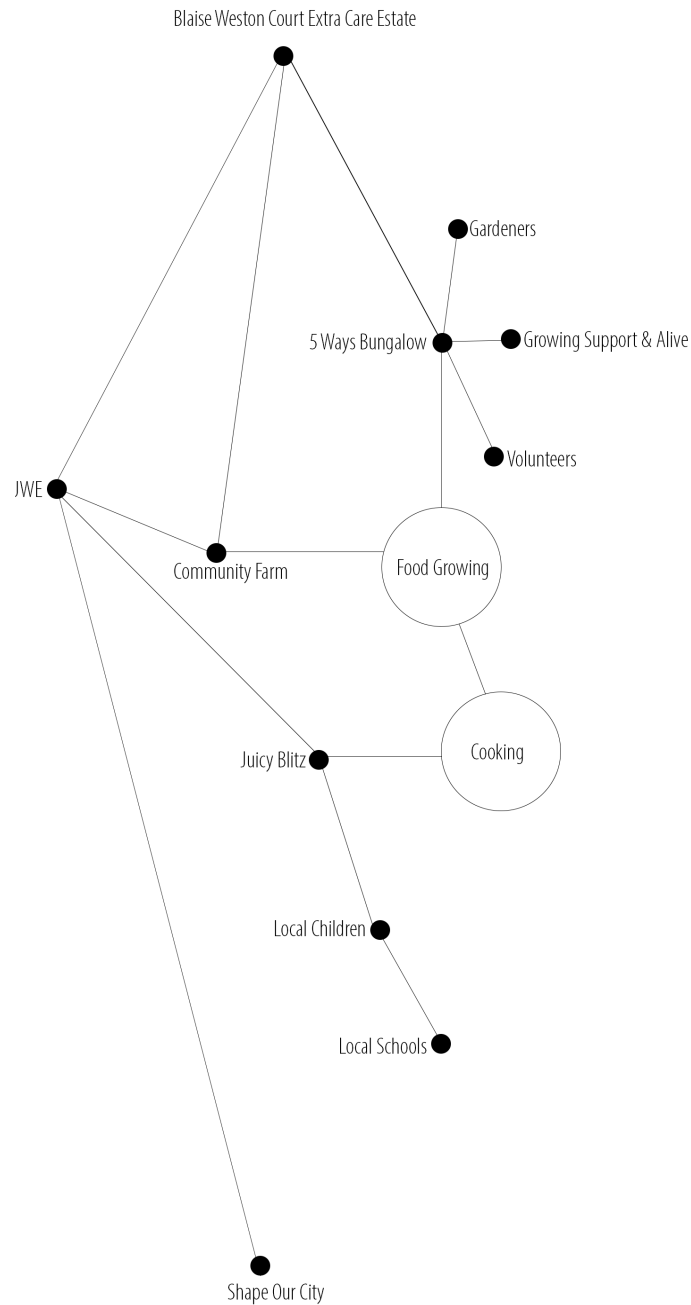 Blaise Weston Court Extra Care Estate
Gardeners
5 Ways Bungalow
Growing Support & Alive
Volunteers
JWE
Community Farm
Food Growing
Cooking
Juicy Blitz
Local Children
Local Schools
Shape Our City